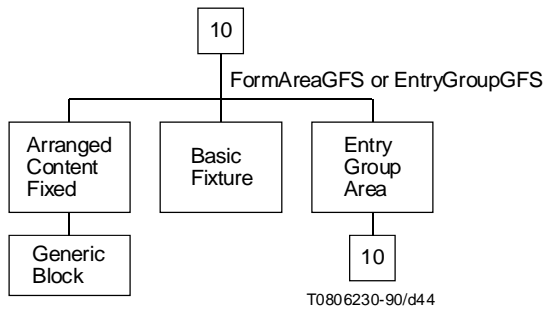 10
FormAreaGFS or EntryGroupGFS
Arranged
Content
Fixed
Basic
Fixture
Entry
Group
Area
Generic
Block
10
T0806230-90/d44